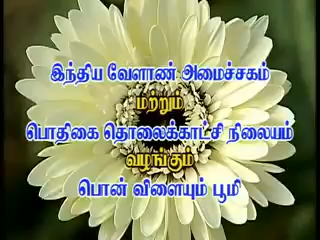 இந்திய வேளாண் அமைச்சகம்
மற்றும்
பொதிகை தொலைக்காட்சி நிலையம்
வழங்கும்
பொன் விளையும் பூமி